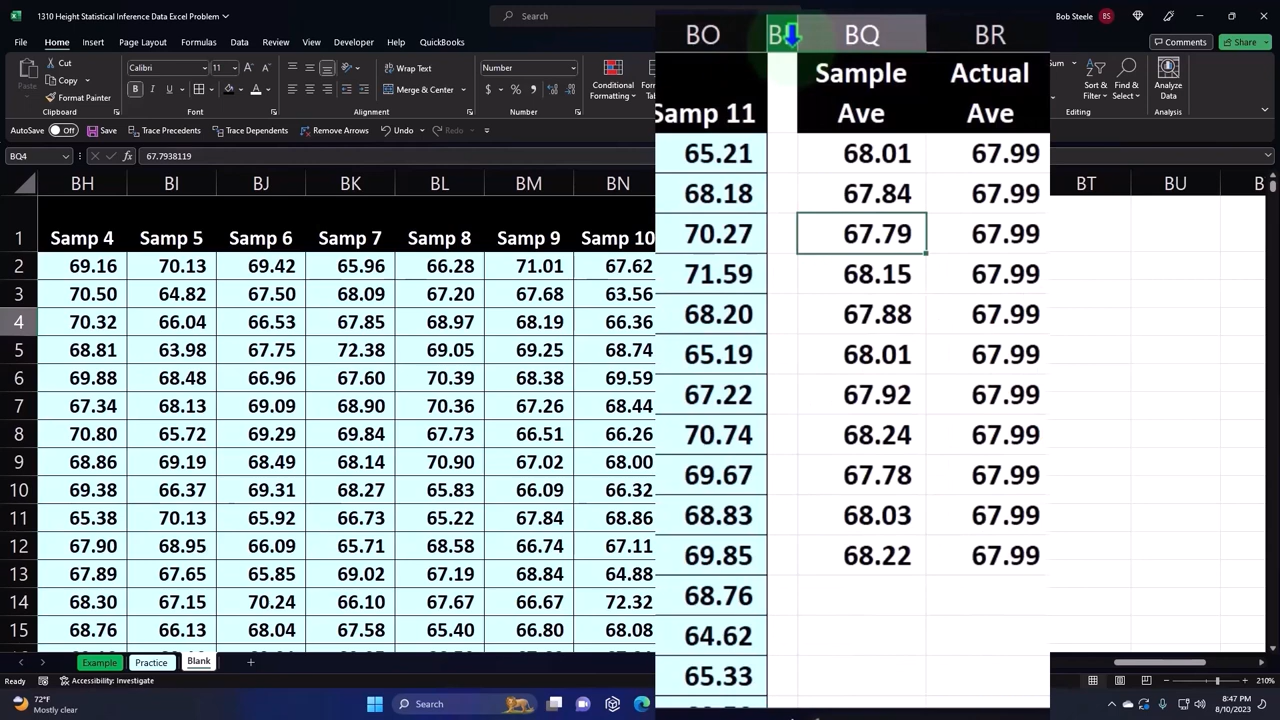 1310 Height Statistical Inference Data Excel Problem
Search
Bob Steele BS
File Home Formulas Data Review View Developer Help QuickBooks
Comments Share
Copy
Format Painter
11
Wrap Text
Merge & Center
Number
Conditional
Formatting
Sort &
Filter
Find &
Select
Analyze
Data
Analysis
Off Save Trace Precedents Trace Dependents Remove Arrows Undo Redo
BQ4 fx 67.7938119
BH BI BJ BK BL BM BN BO BQ BR BT BU
1 Samp 4 Samp 5 Samp 6 Samp 7 Samp 8 Samp 9 Samp 10
2 69.16 70.13 69.42 65.96 66.28 71.01 67.62
3 70.50 64.82 67.50 68.09 67.20 67.68 63.56
4 70.32 66.04 66.53 67.85 68.97 68.19 66.36
5 68.81 63.98 67.75 72.38 69.05 69.25 68.74
6 69.88 68.48 66.96 67.60 70.39 68.38 69.59
7 67.34 68.13 69.09 68.90 70.36 67.26 68.44
8 70.80 65.72 69.29 69.84 67.73 66.51 66.26
9 68.86 69.19 68.49 68.14 70.90 67.02 68.00
10 69.38 66.37 69.31 68.27 65.83 66.09 66.32
11 65.38 70.13 65.92 66.73 65.22 67.84 68.86
12 67.90 68.95 66.09 65.71 68.58 66.74 67.11
13 67.89 67.65 65.85 69.02 67.19 68.84 64.88
14 68.30 67.15 70.24 66.10 67.67 66.67 72.32
15 68.76 66.13 68.04 67.58 65.40 66.80 68.08
Sample Actual
Samp 11 Ave Ave
65.21 68.01 67.99
68.18 67.84 67.99
70.27 67.79 67.99
71.59 68.15 67.99
68.20 67.88 67.99
65.19 68.01 67.99
67.22 67.92 67.99
70.74 68.24 67.99
69.67 67.78 67.99
68.83 68.03 67.99
69.85 68.22 67.99
68.76
64.62
65.33
Example Practice Blank
Ready Accessibility: Investigate 210%
72°F
Mostly clear
Search
8:47 PM
8/10/2023